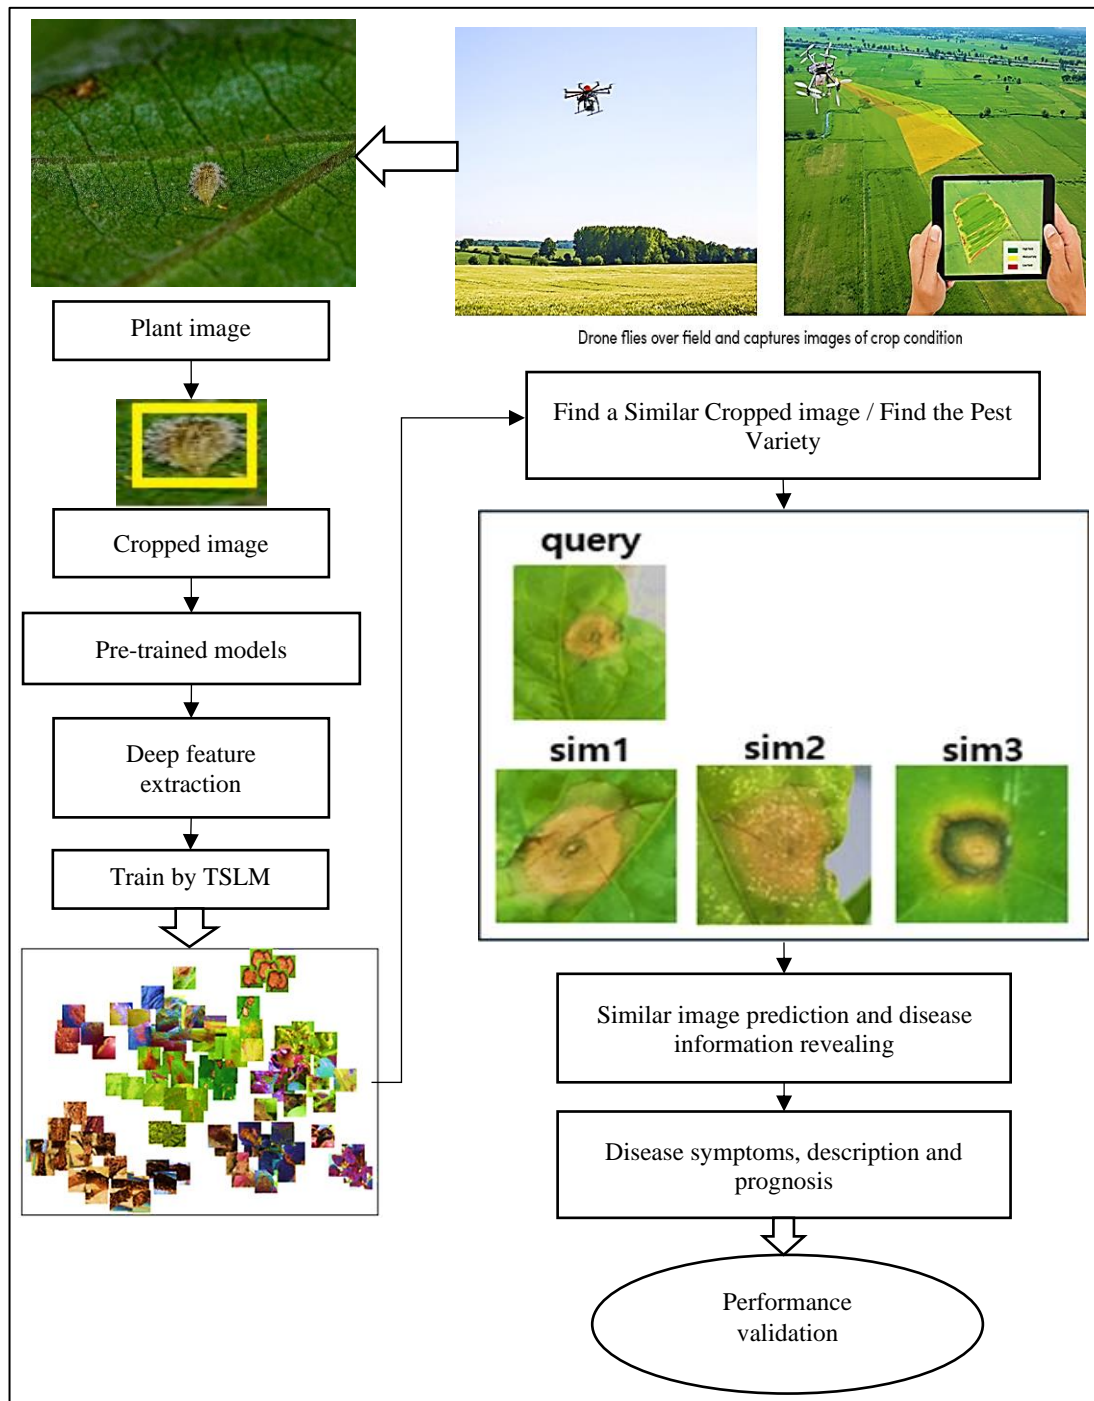 Drone flies over field and captures images of crop condition
Plant image
Cropped image
Pre-trained models
Deep feature
extraction
Train by TSLM
Find a Similar Cropped image / Find the Pest
Variety
query
sim1
sim2
sim3
Similar image prediction and disease
information revealing
Disease symptoms, description and
prognosis
Performance
validation